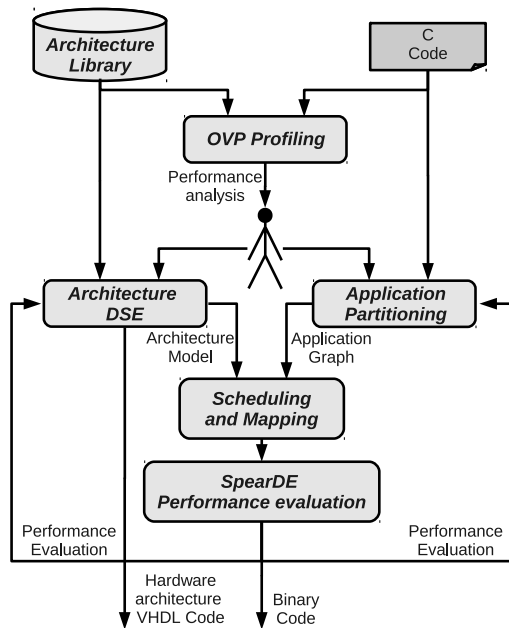 Architecture
Library
C
Code
OVP Profiling
Performance
analysis
Architecture
DSE
Application
Partitioning
Architecture
Model
Application
Graph
Scheduling
and Mapping
SpearDE
Performance evaluation
Performance
Evaluation
Performance
Evaluation
Hardware
architecture
VHDL Code
Binary
Code